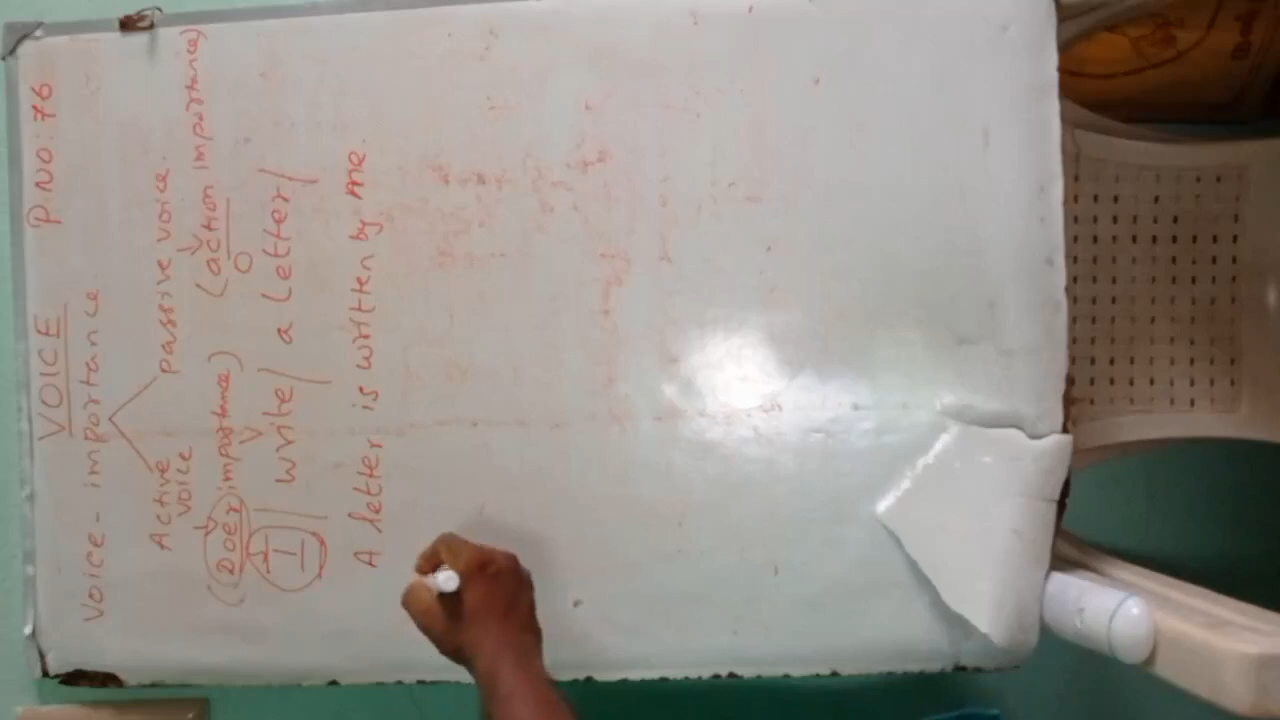 VOICE P.NO: 76
Voice - importance
Active voice passive voice.
(Doer importance) (action importance)
S V O
I / write / a letter /
A letter is written by me.